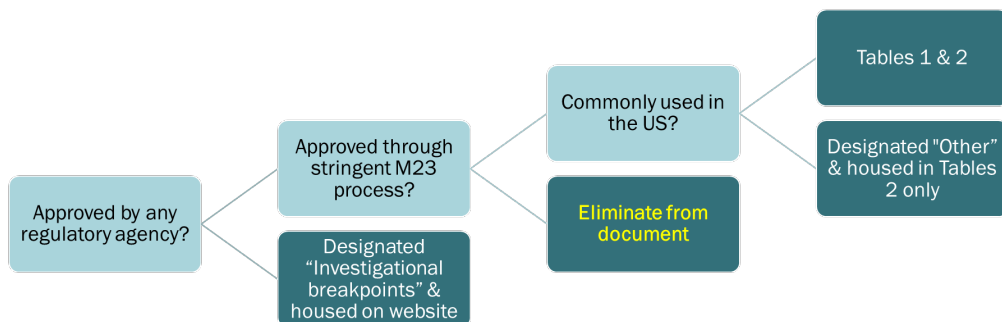 Approved by any
regulatory agency?
Approved through
stringent M23
process?
Designated
“Investigational
breakpoints” &
housed on website
Commonly used in
the US?
Eliminate from
document
Tables 1 & 2
Designated "Other”
& housed in Tables
2 only